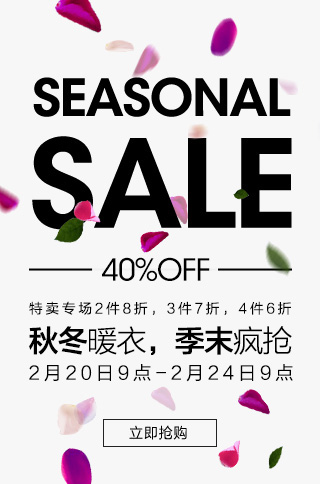 SEASONAL
SALE
40%OFF
特卖专场2件8折，3件7折，4件6折
秋冬暖衣，季末疯抢
2月20日9点-2月24日9点
立即抢购